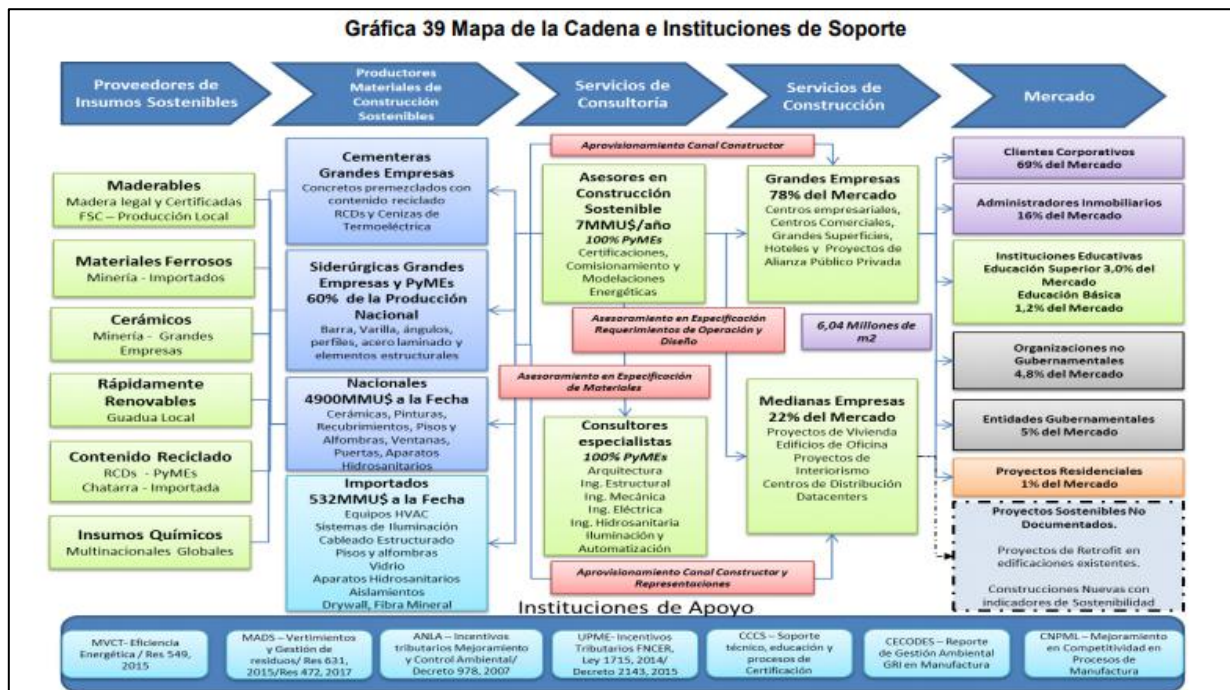 Gráfica 39 Mapa de la Cadena e Instituciones de Soporte
Proveedores de
Insumos Sostenibles
Productores
Materiales de
Construcción
Sostenibles
Servicios de
Consultoría
Servicios de
Construcción
Mercado
Maderables
Madera legal y Certificadas
FSC – Producción Local
Materiales Ferrosos
Minería - Importados
Cerámicos
Minería - Grandes
Empresas
Rápidamente
Renovables
Guadua Local
Contenido Reciclado
RCDs - PyMEs
Chatarra - Importada
Insumos Químicos
Multinacionales Globales
Cementeras
Grandes Empresas
Concretos premezclados con
contenido reciclado
RCDs y Cenizas de
Termoeléctrica
Siderúrgicas Grandes
Empresas y PyMEs
60% de la Producción
Nacional
Barra, Varilla, ángulos,
perfiles, acero laminado y
elementos estructurales
Nacionales
4900MMU$ a la Fecha
Cerámicas, Pinturas,
Recubrimientos, Pisos y
Alfombras, Ventanas,
Puertas, Aparatos
Hidrosanitarios
Importados
532MMU$ a la Fecha
Equipos HVAC
Sistemas de Iluminación
Cableado Estructurado
Pisos y alfombras
Vidrio
Aparatos Hidrosanitarios
Aislamientos
Drywall, Fibra Mineral
Aprovisionamiento Canal Constructor
Asesores en
Construcción
Sostenible
7MMU$/año
100% PyMEs
Certificaciones,
Comisionamiento y
Modelaciones
Energéticas
Asesoramiento en Especificación
Requerimientos de Operación y
Diseño
Asesoramiento en Especificación
de Materiales
Consultores
especialistas
100% PyMEs
Arquitectura
Ing. Estructural
Ing. Mecánica
Ing. Eléctrica
Ing. Hidrosanitaria
Iluminación y
Automatización
Aprovisionamiento Canal Constructor y
Representaciones
Grandes Empresas
78% del Mercado
Centros empresariales,
Centros Comerciales,
Grandes Superficies,
Hoteles y Proyectos de
Alianza Público Privada
6,04 Millones de
m2
Medianas Empresas
22% del Mercado
Proyectos de Vivienda
Edificios de Oficina
Proyectos de
Interiorismo
Centros de Distribución
Datacenters
Clientes Corporativos
69% del Mercado
Administradores Inmobiliarios
16% del Mercado
Instituciones Educativas
Educación Superior 3,0% del
Mercado
Educación Básica
1,2% del Mercado
Organizaciones no
Gubernamentales
4,8% del Mercado
Entidades Gubernamentales
5% del Mercado
Proyectos Residenciales
1% del Mercado
Proyectos Sostenibles No
Documentados.
Proyectos de Retrofit en
edificaciones existentes.
Construcciones Nuevas con
indicadores de Sostenibilidad
Instituciones de Apoyo
MVCT- Eficiencia
Energética / Res 549,
2015
MADS – Vertimientos
y Gestión de
residuos/ Res 631,
2015/Res 472, 2017
ANLA – Incentivos
tributarios Mejoramiento
y Control Ambiental/
Decreto 978, 2007
UPME- Incentivos
Tributarios FNCER,
Ley 1715, 2014/
Decreto 2143, 2015
CCCS – Soporte
técnico, educación y
procesos de
Certificación
CECODES – Reporte
de Gestión Ambiental
GRI en Manufactura
CNPML – Mejoramiento
en Competitividad en
Procesos de
Manufactura